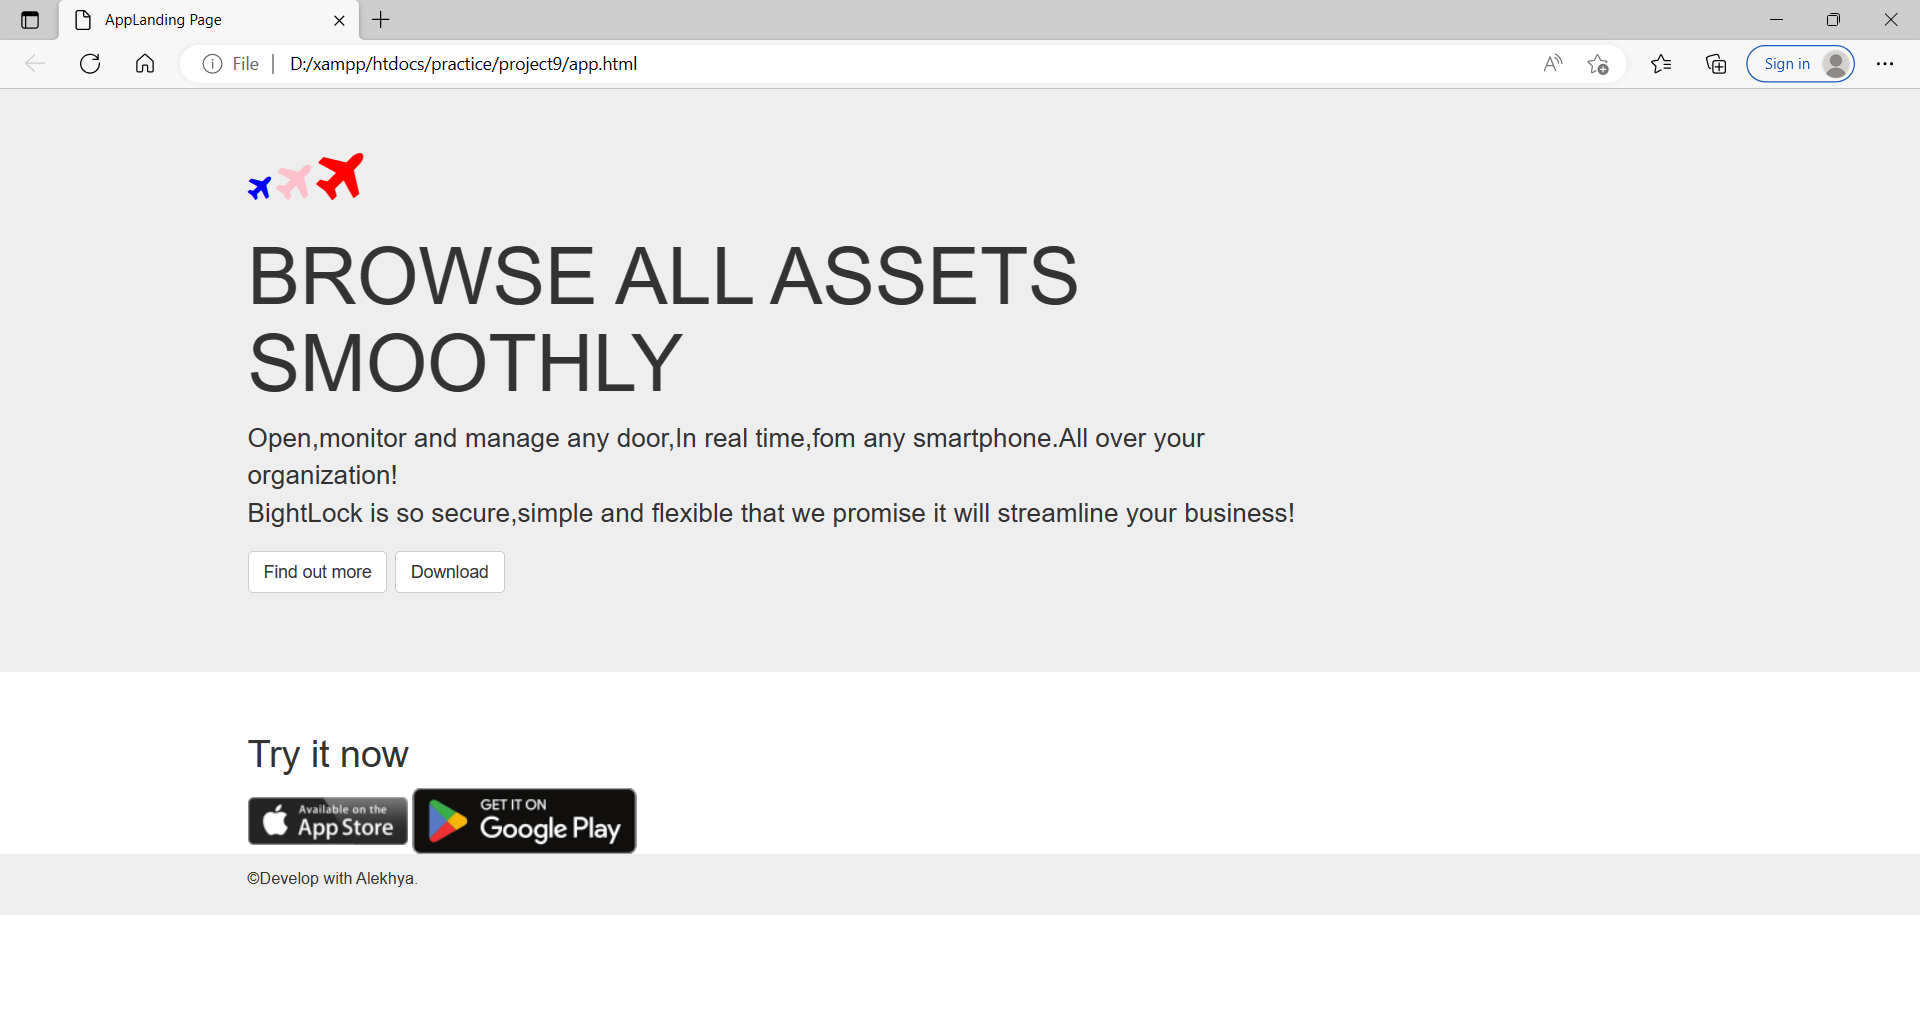 AppLanding Page
File D:/xampp/htdocs/practice/project9/app.html
Sign in
BROWSE ALL ASSETS
SMOOTHLY
Open,monitor and manage any door,In real time,fom any smartphone.All over your
organization!
BightLock is so secure,simple and flexible that we promise it will streamline your business!
Find out more Download
Try it now
Available on the
App Store
GET IT ON
Google Play
©Develop with Alekhya.